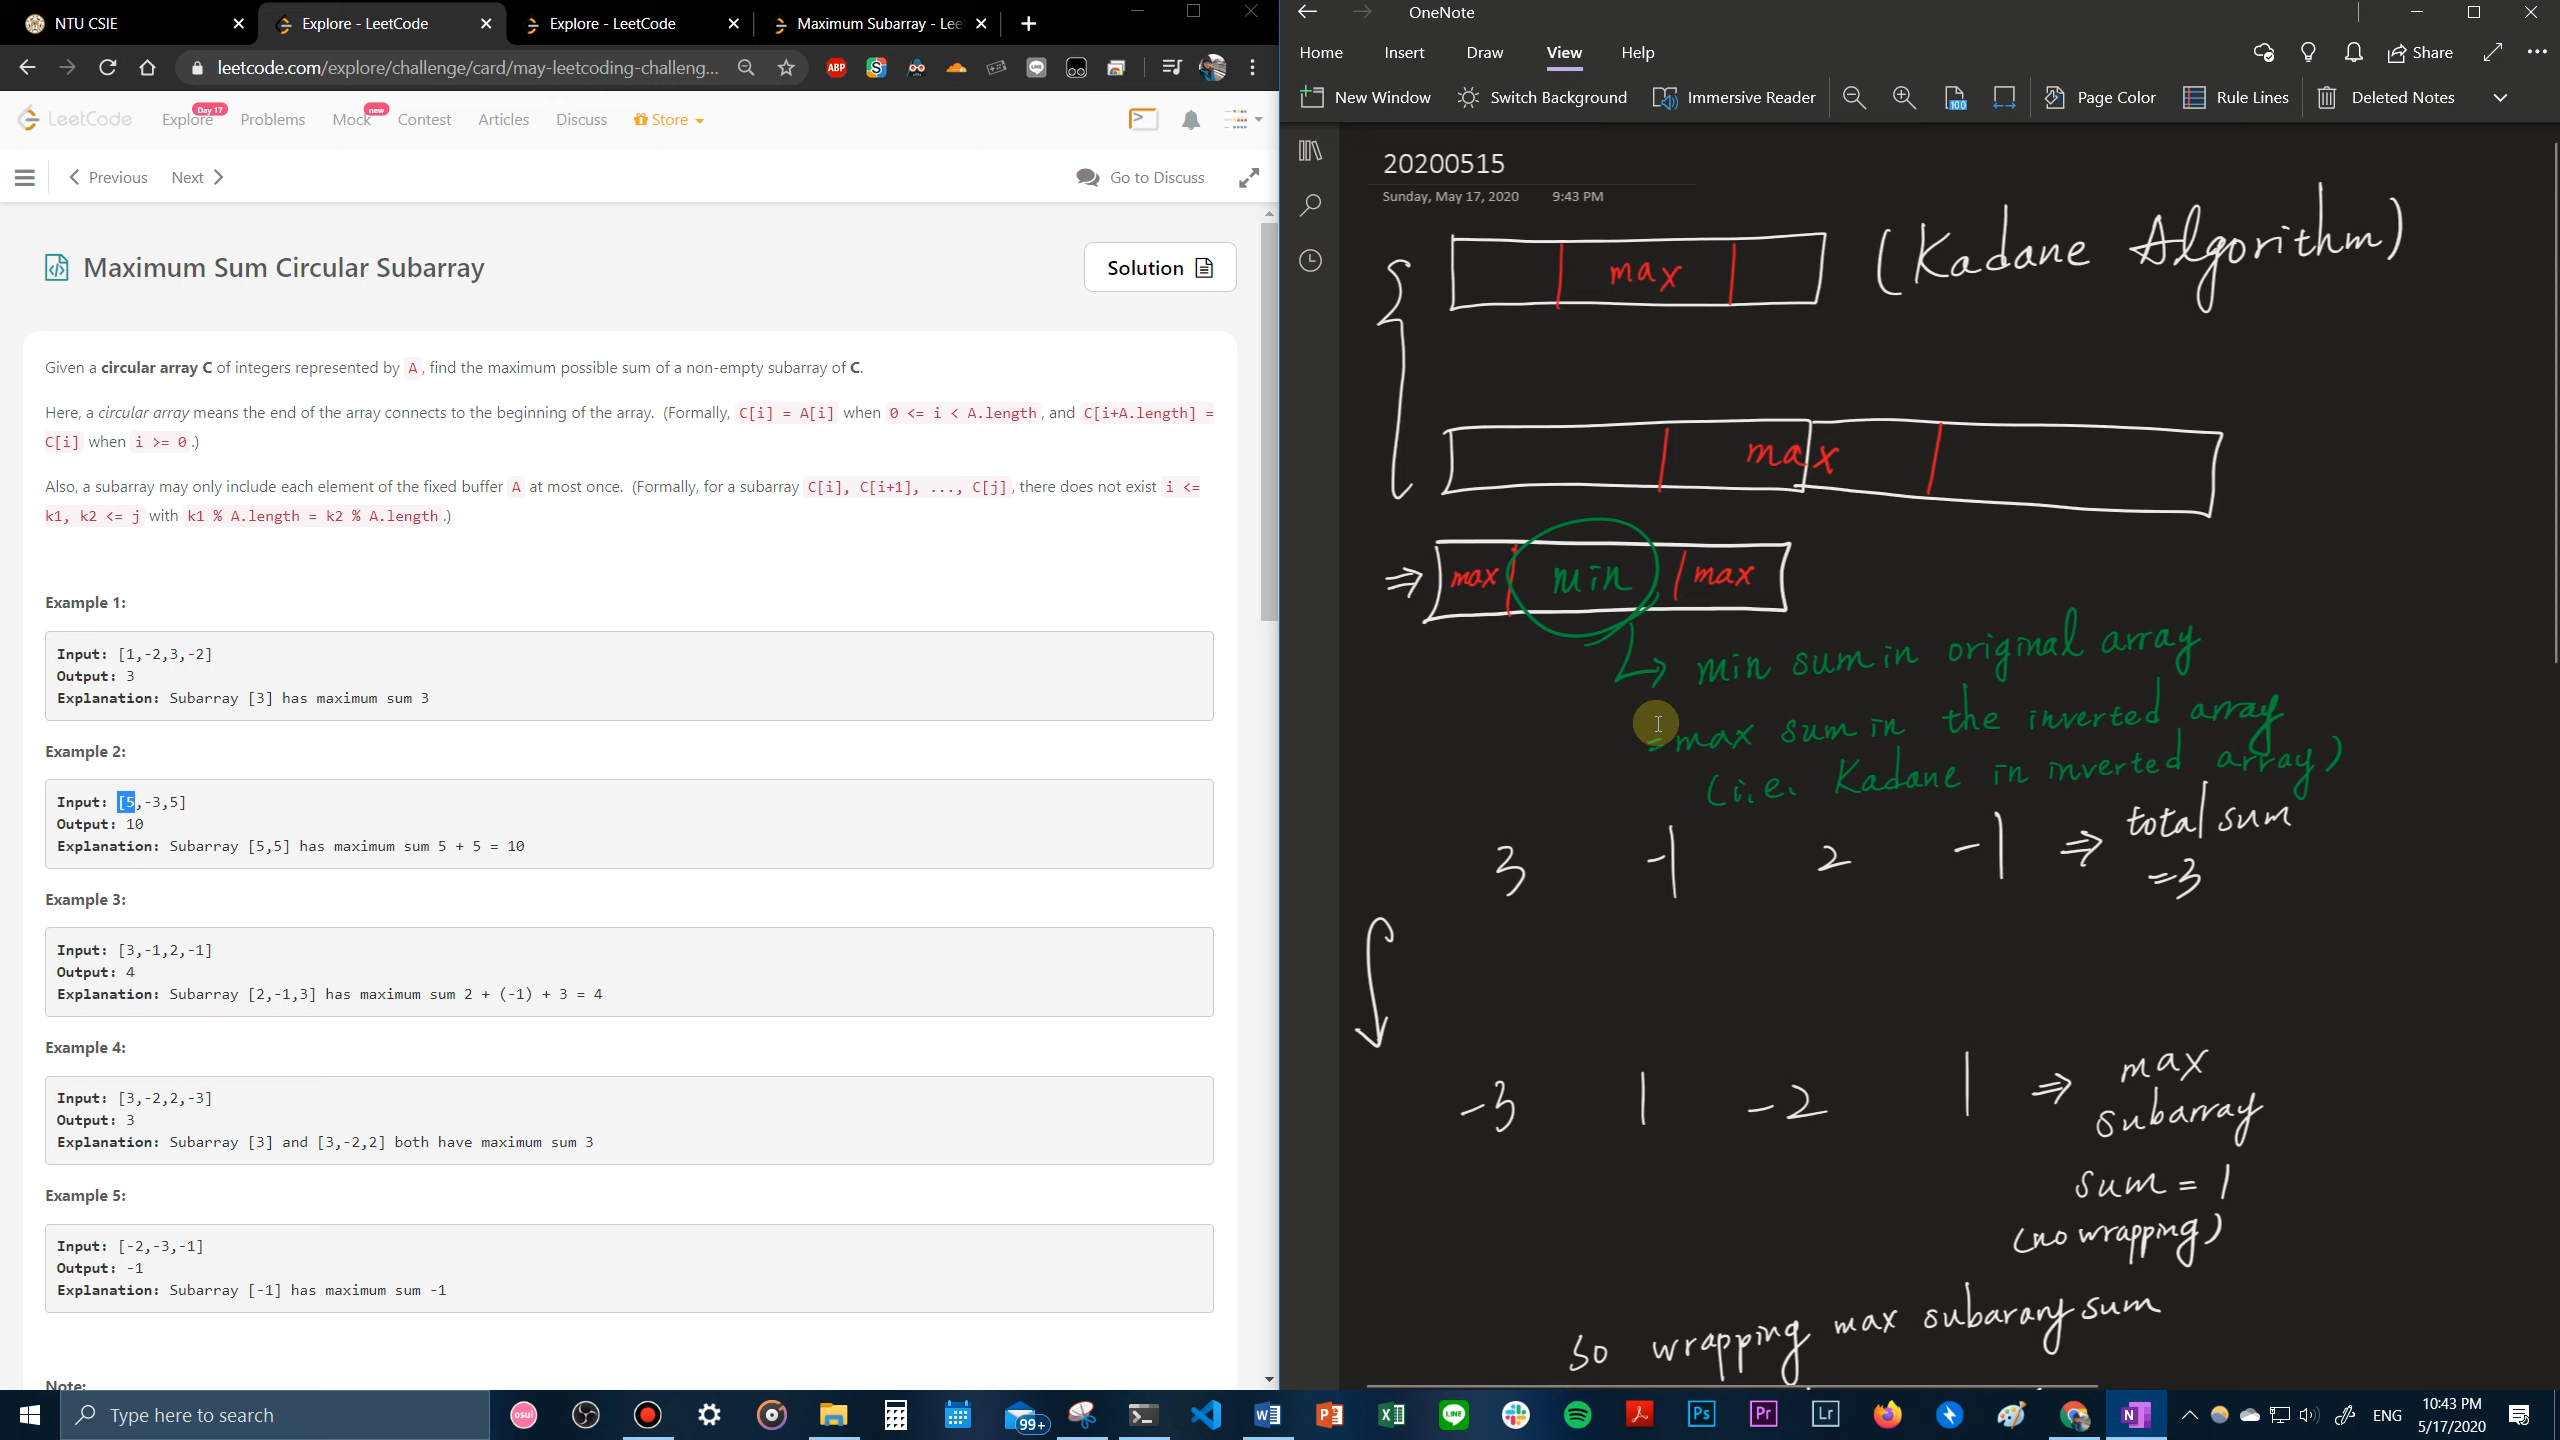 NTU CSIE
Explore - LeetCode
Explore - LeetCode
Maximum Subarray - Lee
leetcode.com/explore/challenge/card/may-leetcoding-challeng...
ABP
LeetCode
Explore
Day 17
Problems
Mock
new
Contest
Articles
Discuss
Store
Previous
Next
Go to Discuss
Maximum Sum Circular Subarray
Solution
Given a circular array C of integers represented by A, find the maximum possible sum of a non-empty subarray of C.
Here, a circular array means the end of the array connects to the beginning of the array. (Formally, C[i] = A[i] when 0 <= i < A.length, and C[i+A.length] =
C[i] when i >= 0.)
Also, a subarray may only include each element of the fixed buffer A at most once. (Formally, for a subarray C[i], C[i+1], ..., C[j], there does not exist i <=
k1, k2 <= j with k1 % A.length = k2 % A.length.)
Example 1:
Input: [1,-2,3,-2]
Output: 3
Explanation: Subarray [3] has maximum sum 3
Example 2:
Input: [5,-3,5]
Output: 10
Explanation: Subarray [5,5] has maximum sum 5 + 5 = 10
Example 3:
Input: [3,-1,2,-1]
Output: 4
Explanation: Subarray [2,-1,3] has maximum sum 2 + (-1) + 3 = 4
Example 4:
Input: [3,-2,2,-3]
Output: 3
Explanation: Subarray [3] and [3,-2,2] both have maximum sum 3
Example 5:
Input: [-2,-3,-1]
Output: -1
Explanation: Subarray [-1] has maximum sum -1
Note:
OneNote
Home
Insert
Draw
View
Help
Share
New Window
Switch Background
Immersive Reader
100
Page Color
Rule Lines
Deleted Notes
20200515
Sunday, May 17, 2020 9:43 PM
max
(Kadane Algorithm)
max
⇒ max min max
→ min sum in original array
= max sum in the inverted array
(i.e. Kadane in inverted array)
3 -1 2 -1 ⇒ total sum
=3
-3 1 -2 1 ⇒ max
subarray
sum = 1
(no wrapping)
So wrapping max subarany sum
Type here to search
osu!
99+
LINE
Ps
Pr
Lr
N
ENG
10:43 PM
5/17/2020